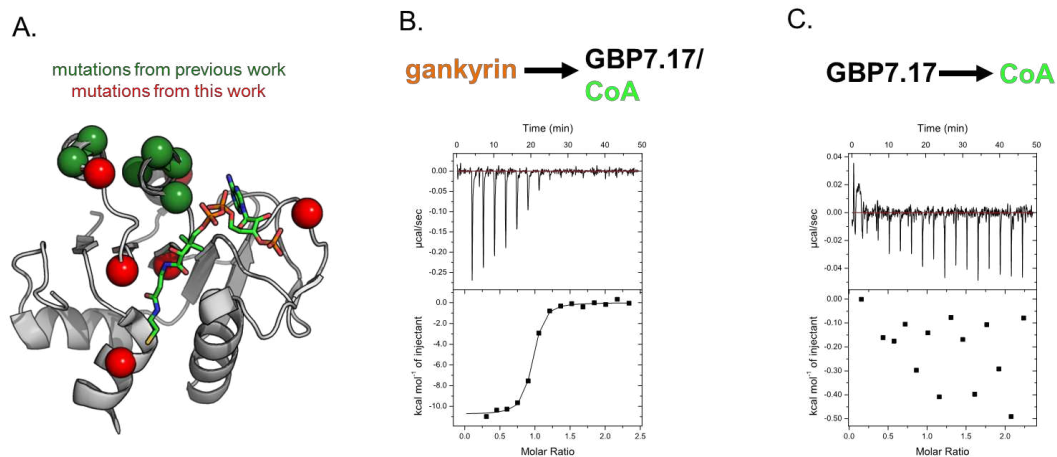 A.
mutations from previous work
mutations from this work
B.
gankyrin
GBP7.17/
CoA
Time (min)
0 10 20 30 40 50
0.00
-0.05
-0.10
-0.15
-0.20
-0.25
µcal/sec
0.0
-2.0
-4.0
-6.0
-8.0
-10.0
kcal mol⁻¹ of injectant
0.0 0.5 1.0 1.5 2.0 2.5
Molar Ratio
C.
GBP7.17
CoA
Time (min)
0 10 20 30 40 50
0.04
0.02
0.00
-0.02
-0.04
µcal/sec
0.00
-0.10
-0.20
-0.30
-0.40
-0.50
kcal mol⁻¹ of injectant
0.0 0.5 1.0 1.5 2.0
Molar Ratio